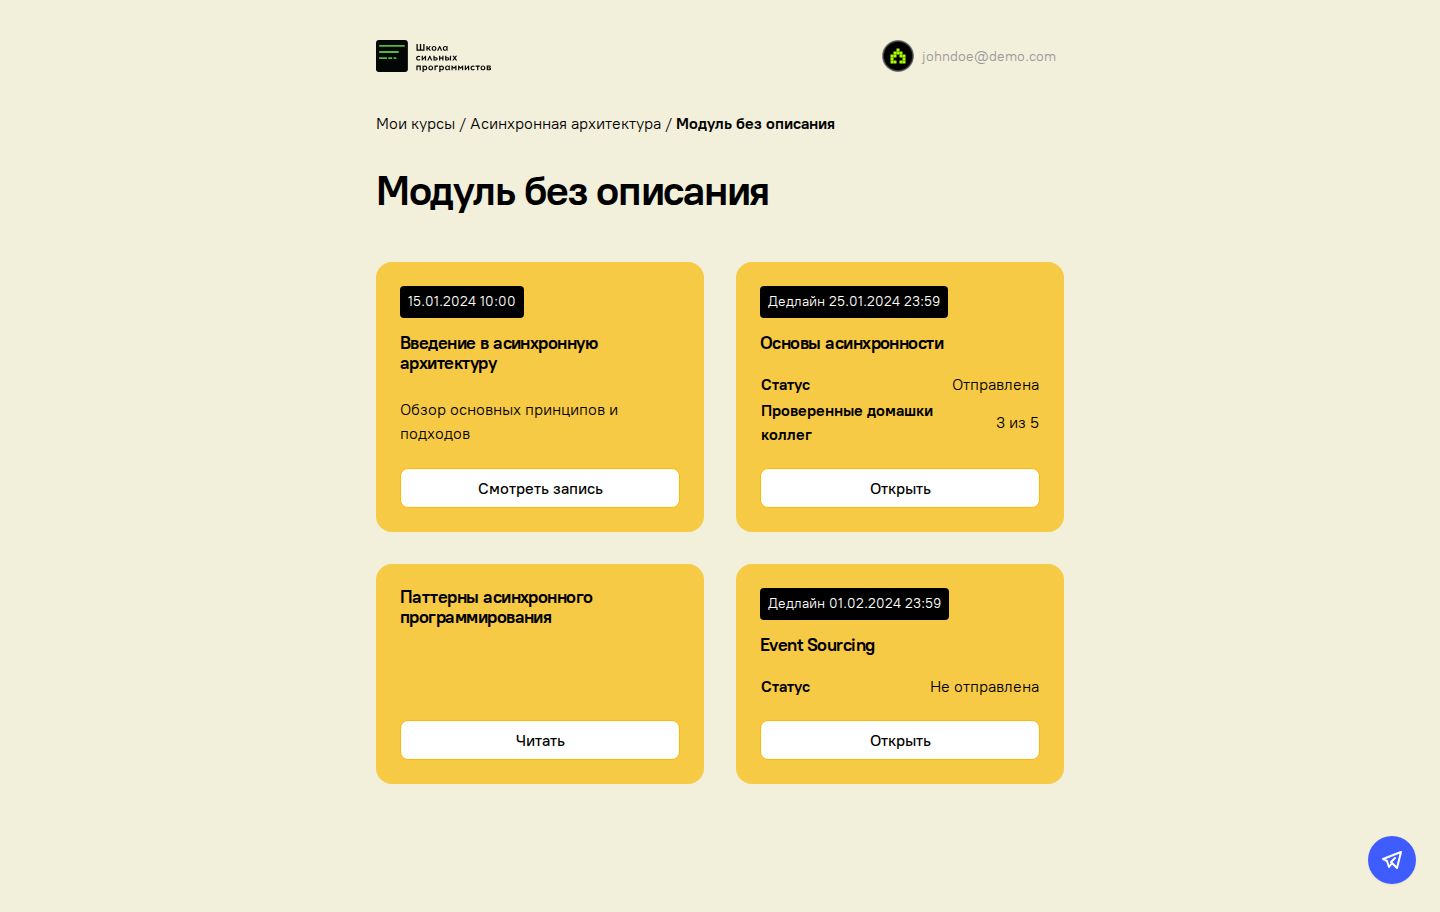 Школа
сильных
программистов
johndoe@demo.com
Мои курсы / Асинхронная архитектура / Модуль без описания
Модуль без описания
15.01.2024 10:00
Введение в асинхронную
архитектуру
Обзор основных принципов и
подходов
Смотреть запись
Дедлайн 25.01.2024 23:59
Основы асинхронности
Статус Отправлена
Проверенные домашки
коллег
3 из 5
Открыть
Паттерны асинхронного
программирования
Читать
Дедлайн 01.02.2024 23:59
Event Sourcing
Статус Не отправлена
Открыть